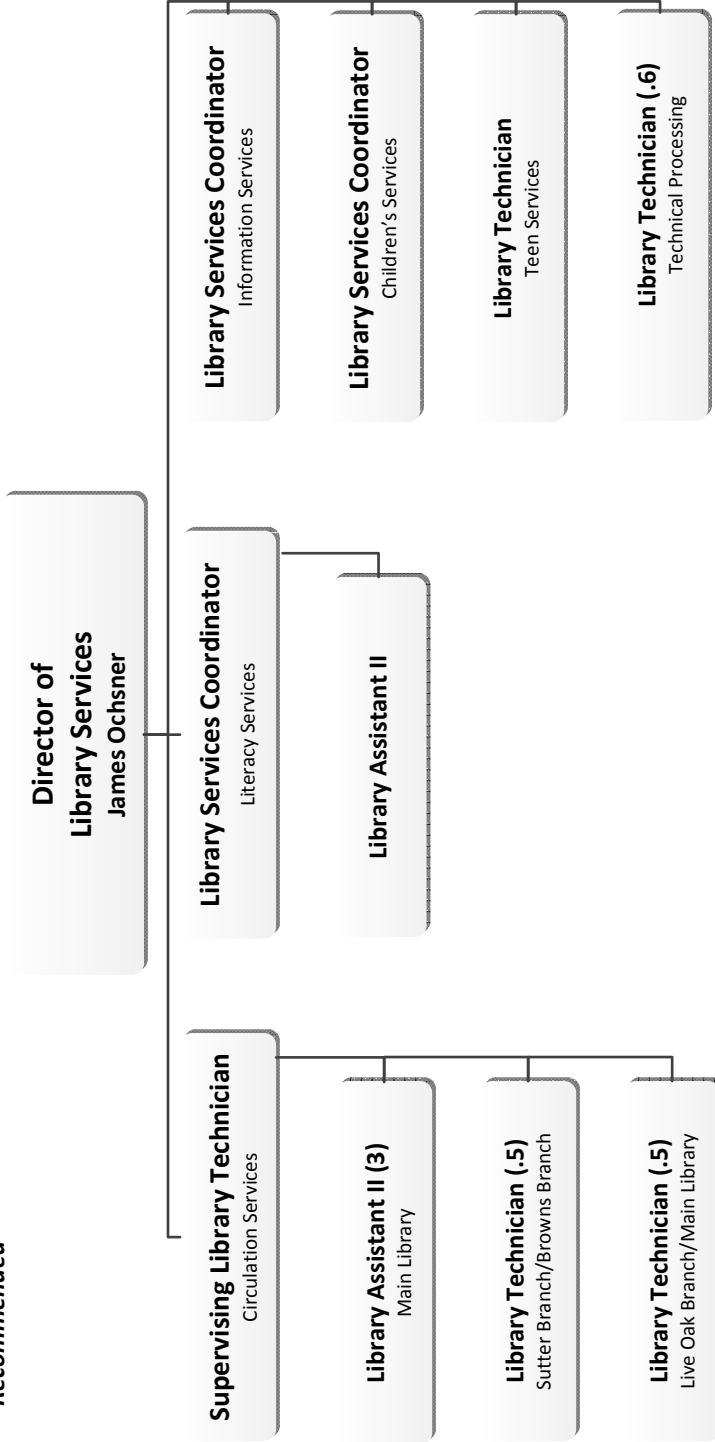 Recommended
Director of
Library Services
James Ochsner
Supervising Library Technician
Circulation Services
Library Assistant II (3)
Main Library
Library Technician (.5)
Sutter Branch/Browns Branch
Library Technician (.5)
Live Oak Branch/Main Library
Library Services Coordinator
Literacy Services
Library Assistant II
Library Services Coordinator
Information Services
Library Services Coordinator
Children's Services
Library Technician
Teen Services
Library Technician (.6)
Technical Processing